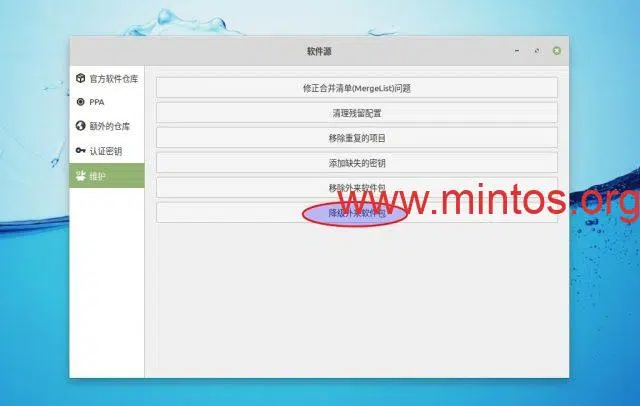 软件源
官方软件仓库
PPA
额外的仓库
认证密钥
维护
修正合并清单(MergeList)问题
清理残留配置
移除重复的项目
添加缺失的密钥
移除外来软件包
降级外来软件包
www.mintos.org